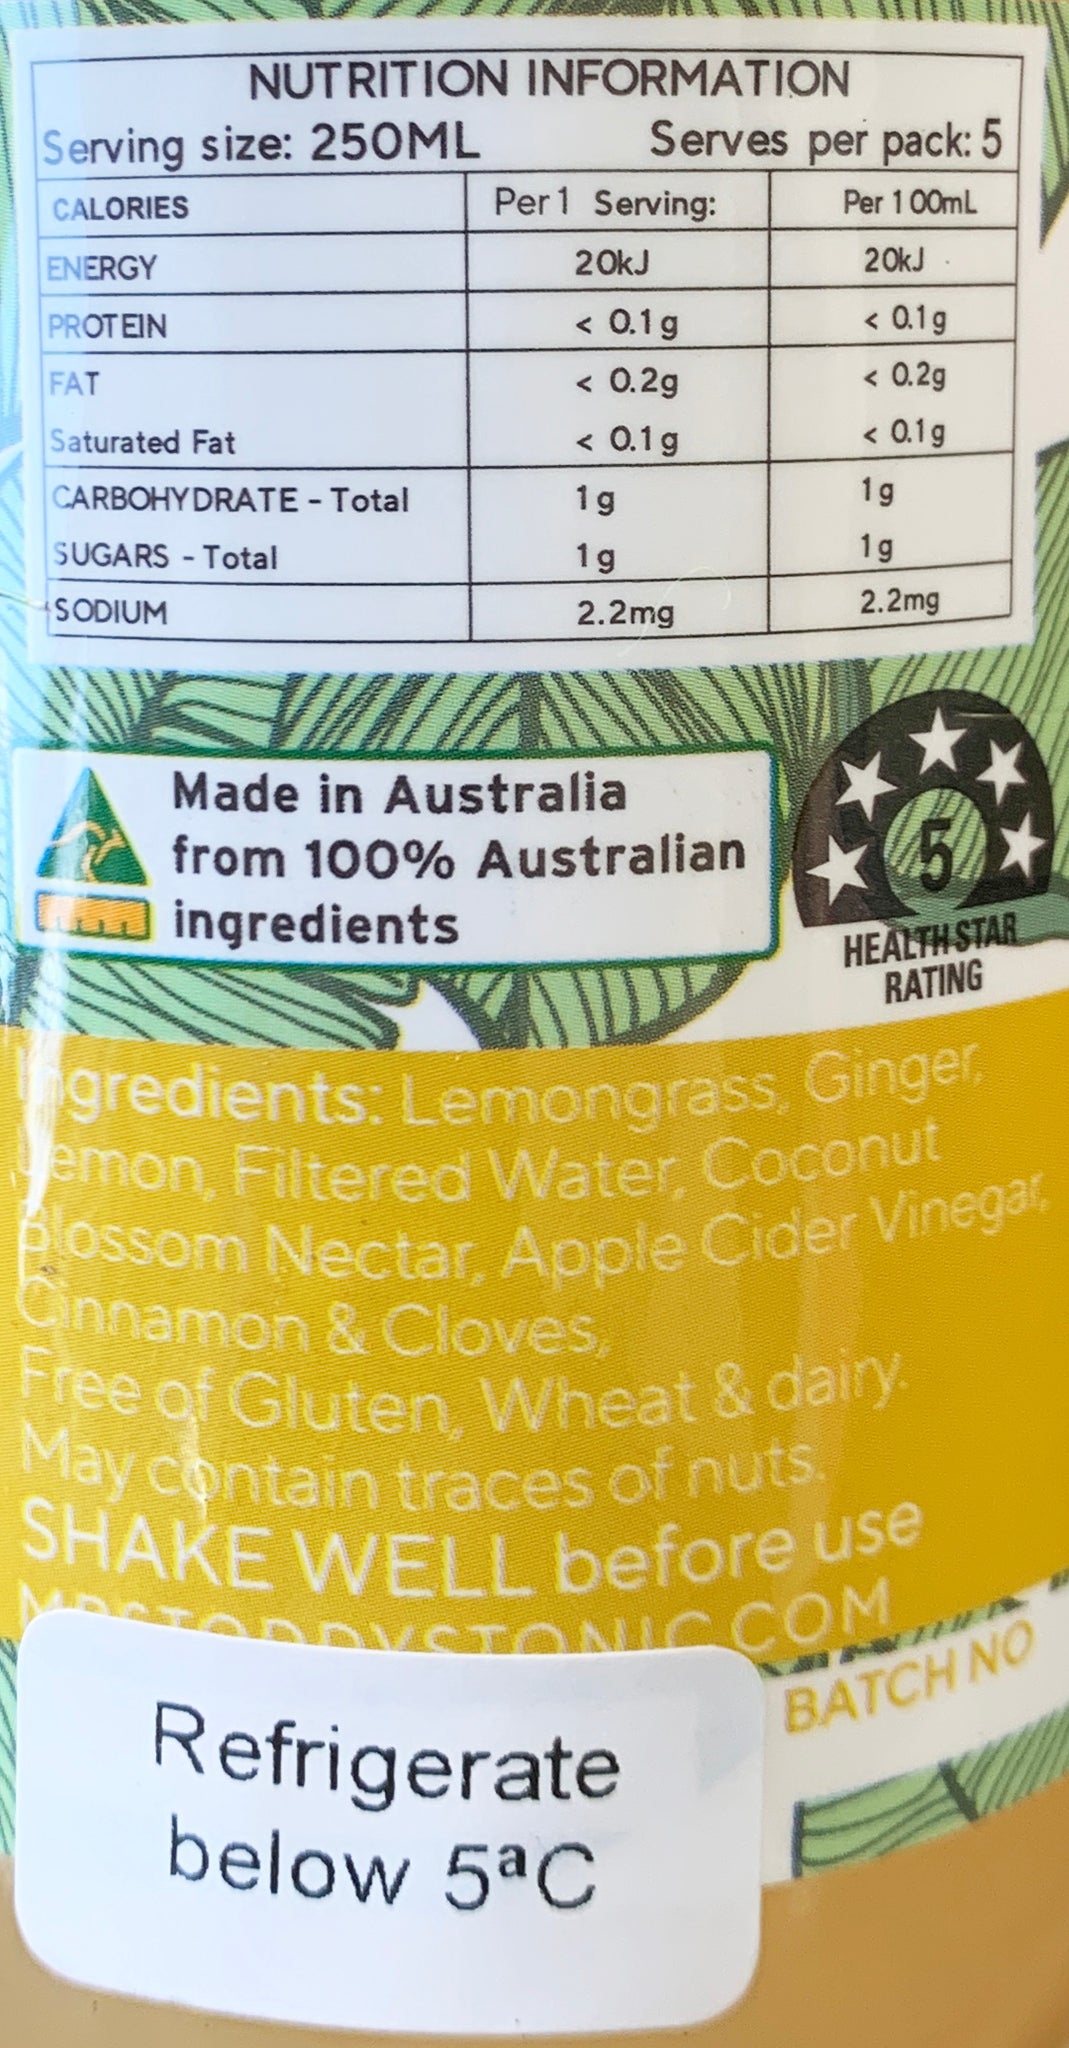 NUTRITION INFORMATION
Serving size: 250ML Serves per pack: 5
CALORIES Per 1 Serving: Per 100mL
ENERGY 20kJ 20kJ
PROTEIN < 0.1g < 0.1g
FAT < 0.2g < 0.2g
Saturated Fat < 0.1g < 0.1g
CARBOHYDRATE - Total 1g 1g
SUGARS - Total 1g 1g
SODIUM 2.2mg 2.2mg
Made in Australia
from 100% Australian
ingredients
5
HEALTH STAR
RATING
Ingredients: Lemongrass, Ginger,
Lemon, Filtered Water, Coconut
Blossom Nectar, Apple Cider Vinegar,
Cinnamon & Cloves,
Free of Gluten, Wheat & dairy.
May contain traces of nuts.
SHAKE WELL before use
MRSTODDYSTONIC.COM
BATCH NO
Refrigerate
below 5ªC